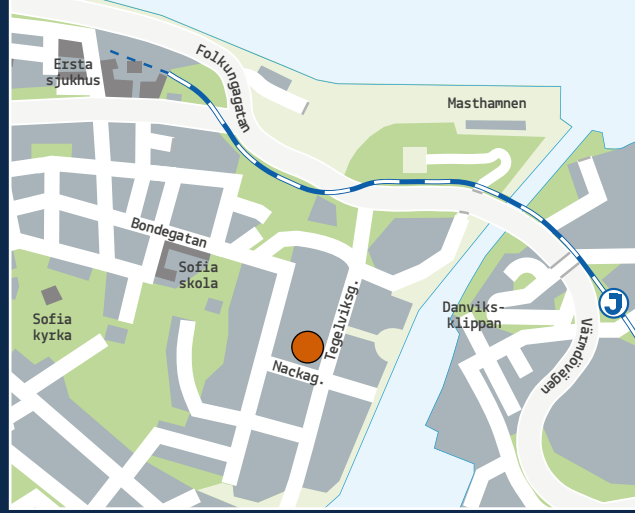 Folkungagatan
Ersta
sjukhus
Masthamnen
Bondegatan
Sofia
skola
Tegelviksg.
Danviks-
klippan
J
Sofia
kyrka
Värmdövägen
Nackag.